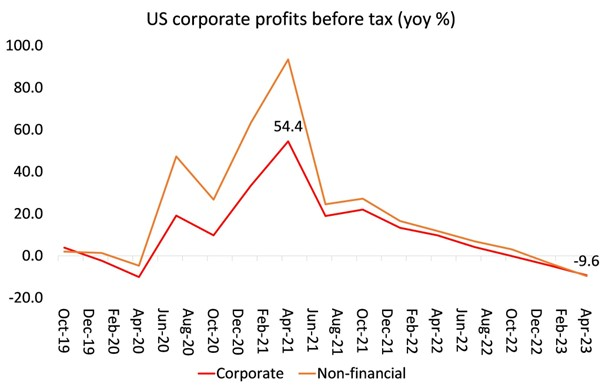 US corporate profits before tax (yoy %)
100.0
80.0
60.0
40.0
20.0
0.0
-20.0
54.4
-9.6
Oct-19
Dec-19
Feb-20
Apr-20
Jun-20
Aug-20
Oct-20
Dec-20
Feb-21
Apr-21
Jun-21
Aug-21
Oct-21
Dec-21
Feb-22
Apr-22
Jun-22
Aug-22
Oct-22
Dec-22
Feb-23
Apr-23
Corporate
Non-financial